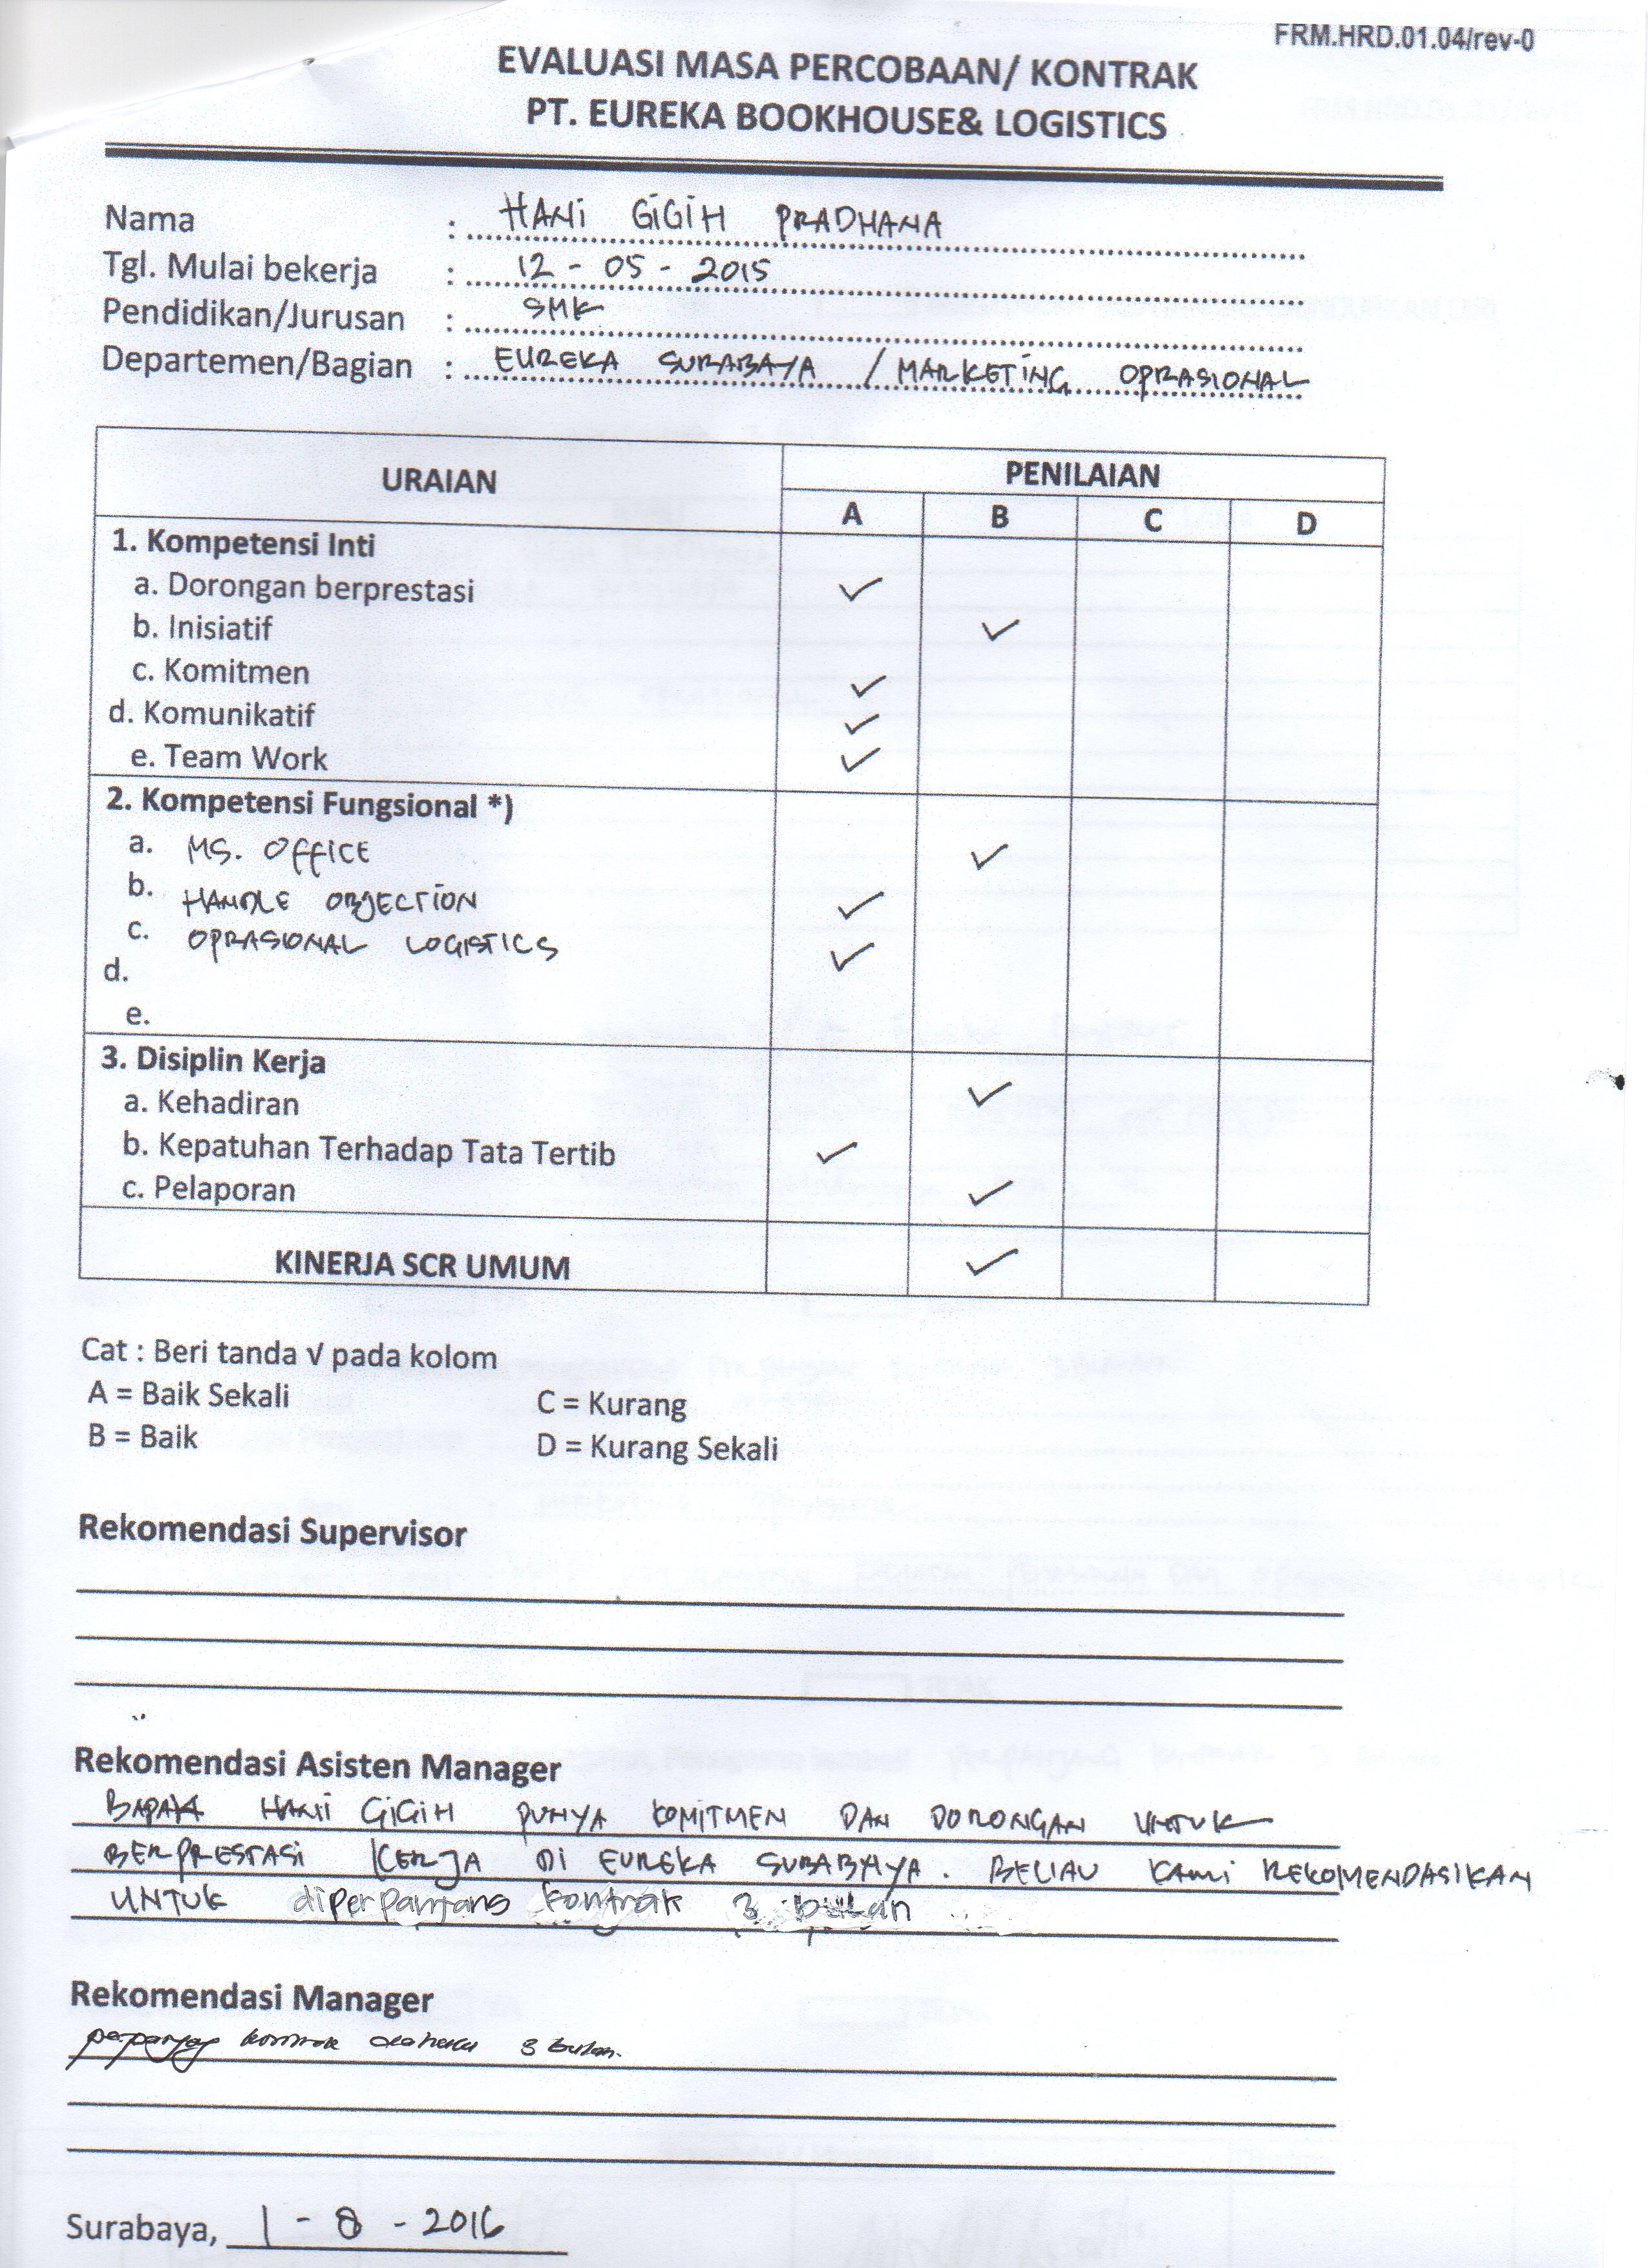 FRM.HRD.01.04/rev-0
EVALUASI MASA PERCOBAAN/ KONTRAK
PT. EUREKA BOOKHOUSE& LOGISTICS
Nama : HANI GIGIH PRADHANA
Tgl. Mulai bekerja : 12 - 05 - 2015
Pendidikan/Jurusan : SMK
Departemen/Bagian : EUREKA SURABAYA / MARKETING OPRASIONAL
URAIAN PENILAIAN
A B C D
1. Kompetensi Inti
a. Dorongan berprestasi ✓
b. Inisiatif ✓
c. Komitmen ✓
d. Komunikatif ✓
e. Team Work ✓
2. Kompetensi Fungsional *)
a. MS. OFFICE ✓
b. HANDLE OBJECTION ✓
c. OPRASIONAL LOGISTICS ✓
d.
e.
3. Disiplin Kerja
a. Kehadiran ✓
b. Kepatuhan Terhadap Tata Tertib ✓
c. Pelaporan ✓
KINERJA SCR UMUM ✓
Cat : Beri tanda √ pada kolom
A = Baik Sekali C = Kurang
B = Baik D = Kurang Sekali
Rekomendasi Supervisor
Rekomendasi Asisten Manager
BAPAK HANI GIGIH PUNYA KOMITMEN DAN DORONGAN UNTUK
BERPRESTASI KERJA DI EUREKA SURABAYA. BELIAU KAMI REKOMENDASIKAN
UNTUK diperpanjang kontrak 3 bulan
Rekomendasi Manager
kontrak 3 bulan.
Surabaya, 1 - 8 - 2016